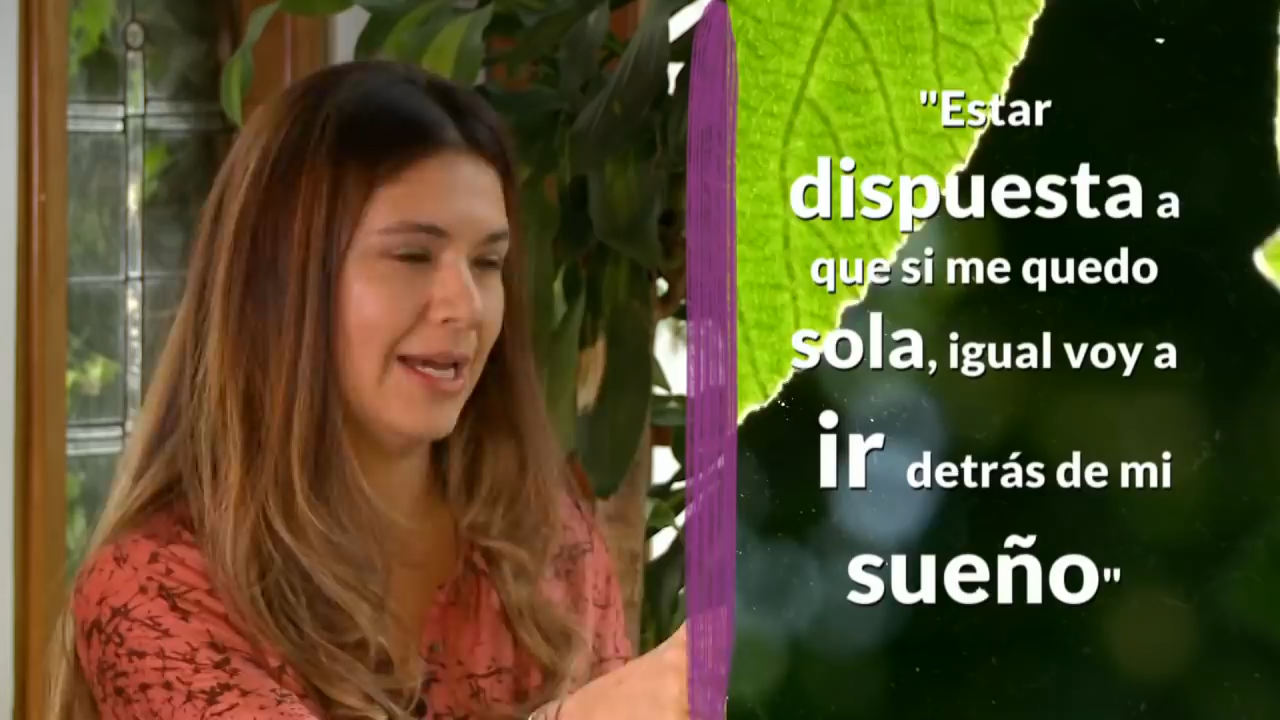 "Estar
dispuesta a
que si me quedo
sola, igual voy a
ir detrás de mi
sueño"